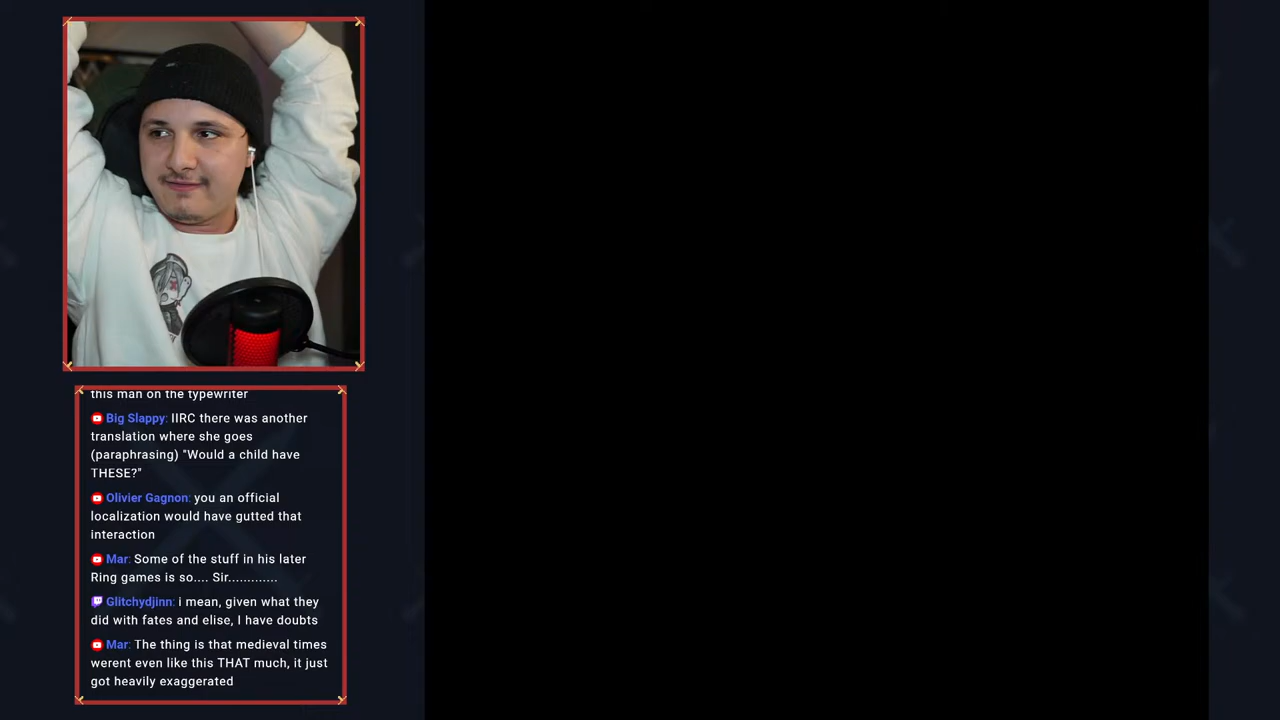 this man on the typewriter
Big Slappy: IIRC there was another
translation where she goes
(paraphrasing) "Would a child have
THESE?"
Olivier Gagnon: you an official
localization would have gutted that
interaction
Mar: Some of the stuff in his later
Ring games is so.... Sir.............
Glitchydjinn: i mean, given what they
did with fates and elise, I have doubts
Mar: The thing is that medieval times
werent even like this THAT much, it just
got heavily exaggerated